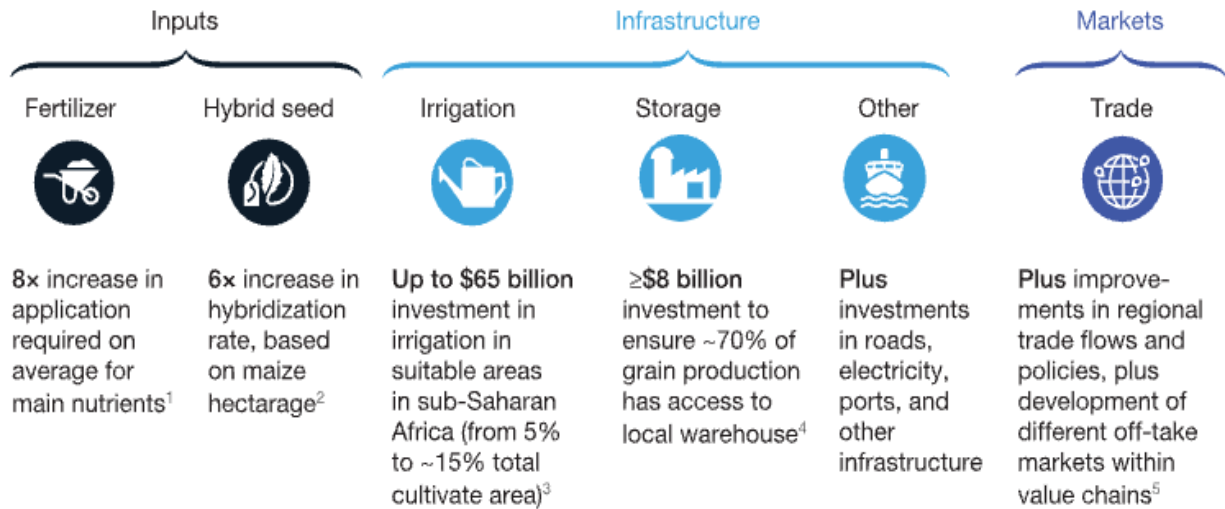 Inputs
Infrastructure
Markets
Fertilizer
Hybrid seed
Irrigation
Storage
Other
Trade
8× increase in
application
required on
average for
main nutrients¹
6× increase in
hybridization
rate, based
on maize
hectarage²
Up to $65 billion
investment in
irrigation in
suitable areas
in sub-Saharan
Africa (from 5%
to ~15% total
cultivate area)³
≥$8 billion
investment to
ensure ~70% of
grain production
has access to
local warehouse⁴
Plus
investments
in roads,
electricity,
ports, and
other
infrastructure
Plus improve-
ments in regional
trade flows and
policies, plus
development of
different off-take
markets within
value chains⁵